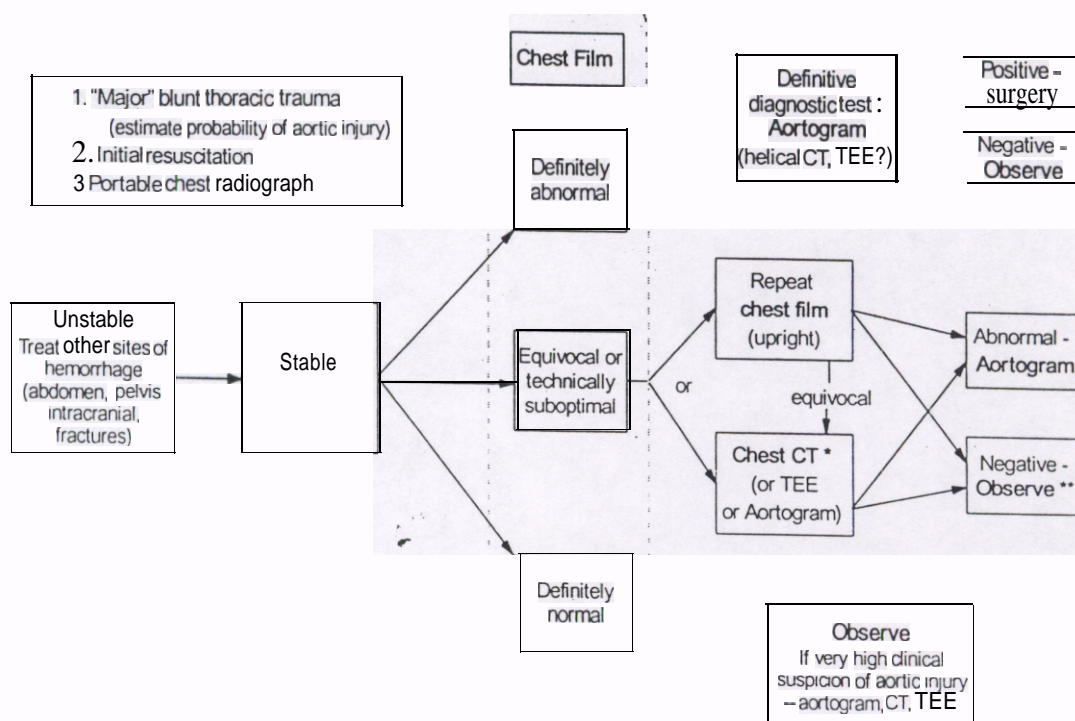 Chest Film
1. "Major" blunt thoracic trauma
(estimate probability of aortic injury)
2. Initial resuscitation
3 Portable chest radiograph
Definitely
abnormal
Definitive
diagnostic test :
Aortogram
(helical CT, TEE?)
Positive -
surgery
Negative -
Observe
Unstable
Treat other sites of
hemorrhage
(abdomen, pelvis
intracranial,
fractures)
Stable
Equivocal or
technically
suboptimal
or
Repeat
chest film
(upright)
equivocal
Chest CT *
(or TEE
or Aortogram)
Abnormal -
Aortogram
Negative -
Observe **
Definitely
normal
Observe
If very high clinical
suspicion of aortic injury
– aortogram, CT, TEE